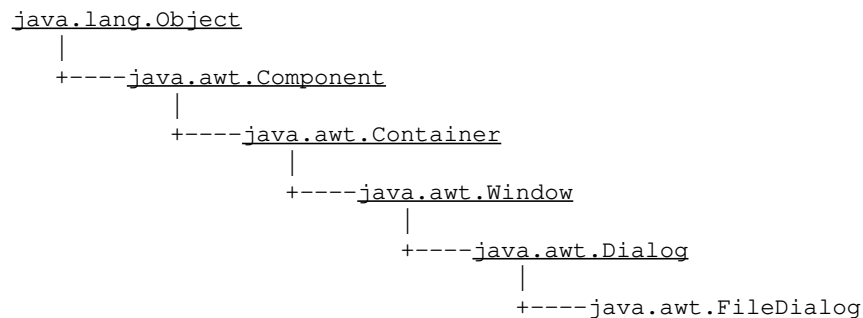 java.lang.Object
|
+----java.awt.Component
|
+----java.awt.Container
|
+----java.awt.Window
|
+----java.awt.Dialog
|
+----java.awt.FileDialog